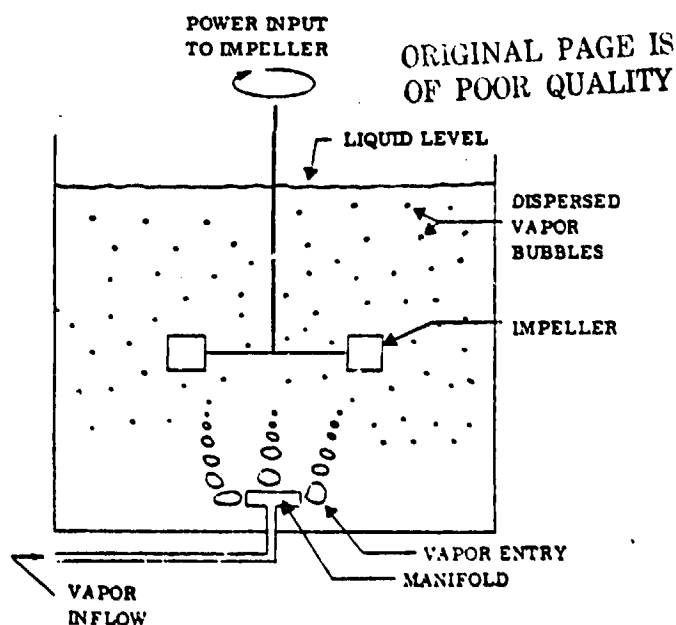 POWER INPUT
TO IMPELLER
ORIGINAL PAGE IS
OF POOR QUALITY
LIQUID LEVEL
DISPERSED
VAPOR
BUBBLES
IMPELLER
VAPOR ENTRY
MANIFOLD
VAPOR
INFLOW